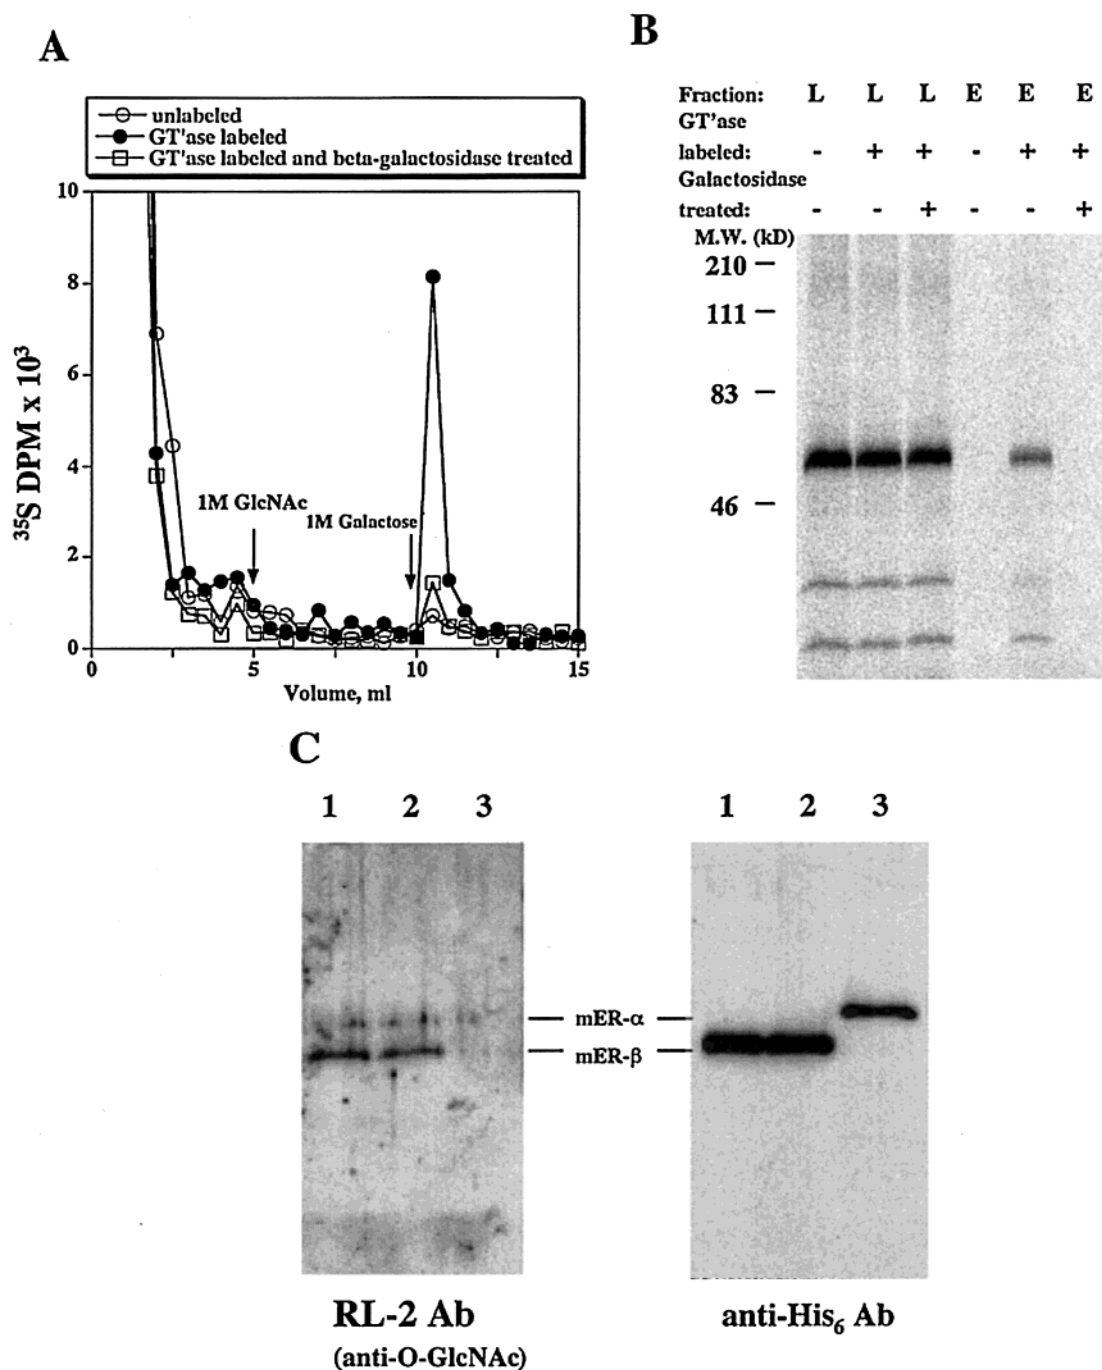 A
unlabeled
GT'ase labeled
GT'ase labeled and beta-galactosidase treated
10
8
6
4
2
0
³⁵S DPM x 10³
1M GlcNAc
1M Galactose
0
5
10
15
Volume, ml
B
Fraction: L L L E E E
GT'ase
labeled: - + + - + +
Galactosidase
treated: - - + - - +
M.W. (kD)
210
111
83
46
C
1 2 3
1 2 3
mER-α
mER-β
RL-2 Ab
(anti-O-GlcNAc)
anti-His₆ Ab